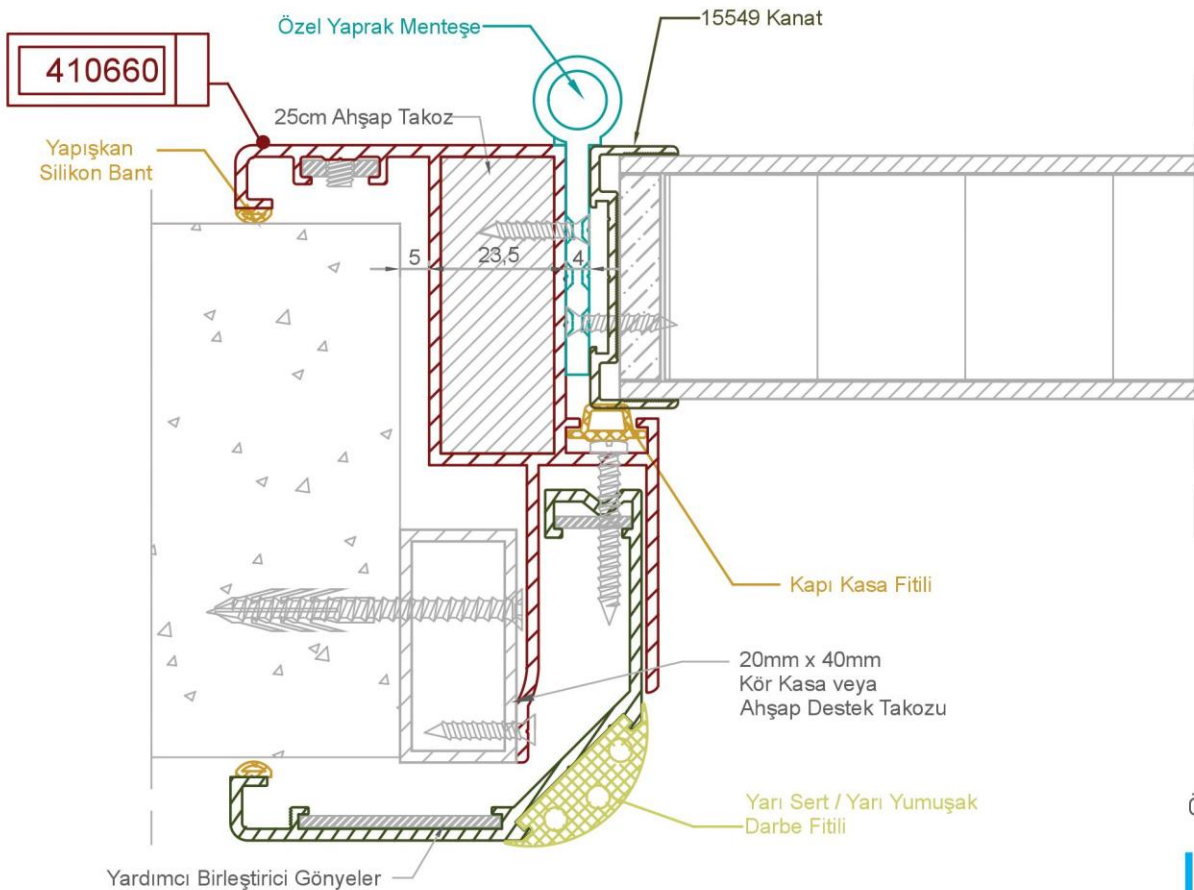 Özel Yaprak Menteşe
15549 Kanat
410660
25cm Ahşap Takoz
Yapışkan
Silikon Bant
5
23,5
4
Kapı Kasa Fitili
20mm x 40mm
Kör Kasa veya
Ahşap Destek Takozu
Yarı Sert / Yarı Yumuşak
Darbe Fitili
Yardımcı Birleştirici Gönyeler